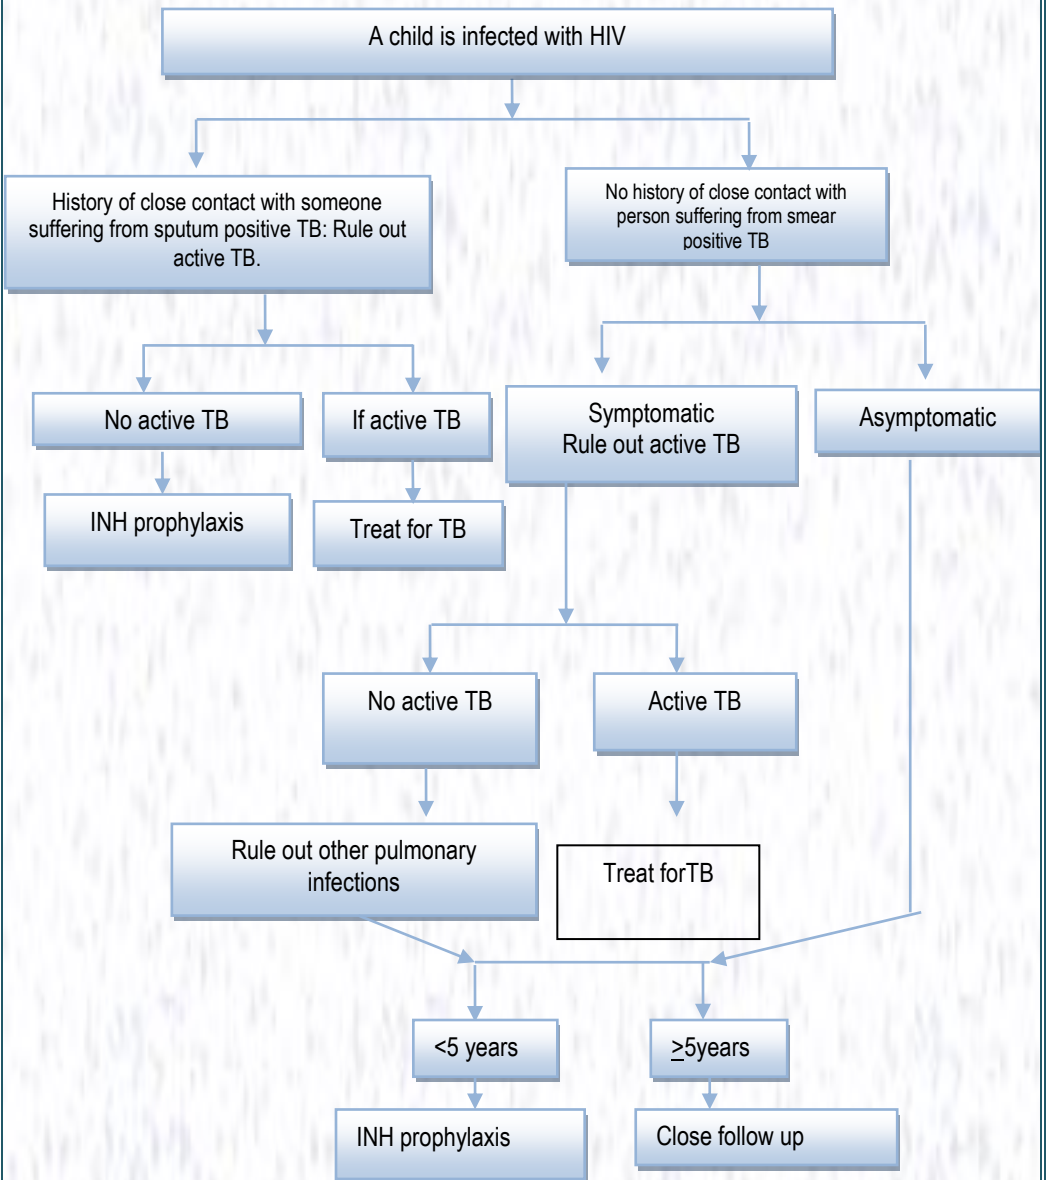 A child is infected with HIV
History of close contact with someone
suffering from sputum positive TB: Rule out
active TB.
No history of close contact with
person suffering from smear
positive TB
No active TB
If active TB
Symptomatic
Rule out active TB
Asymptomatic
INH prophylaxis
Treat for TB
No active TB
Active TB
Rule out other pulmonary
infections
Treat forTB
<5 years
≥5years
INH prophylaxis
Close follow up